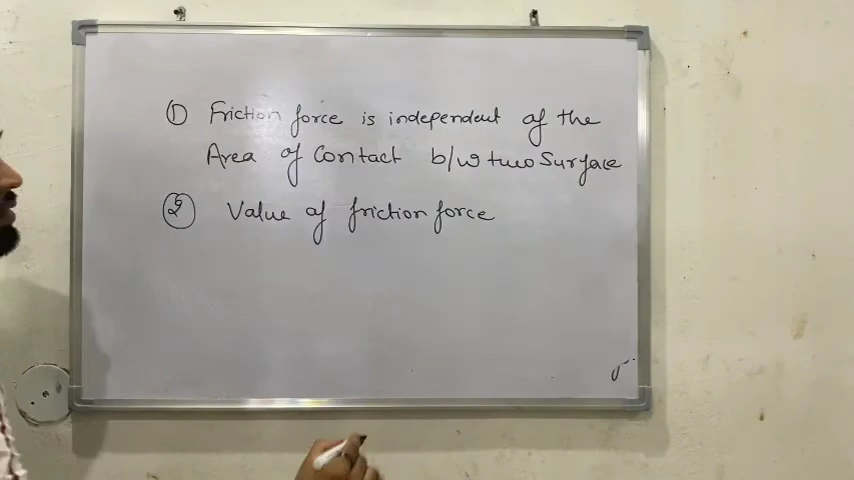 ① Friction force is independent of the
Area of Contact b/w two Surface
② Value of friction force